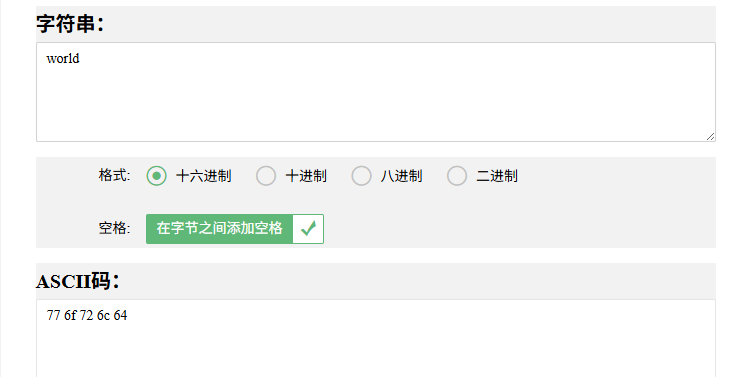 字符串：
world
格式: 十六进制 十进制 八进制 二进制
空格: 在字节之间添加空格
ASCII码：
77 6f 72 6c 64